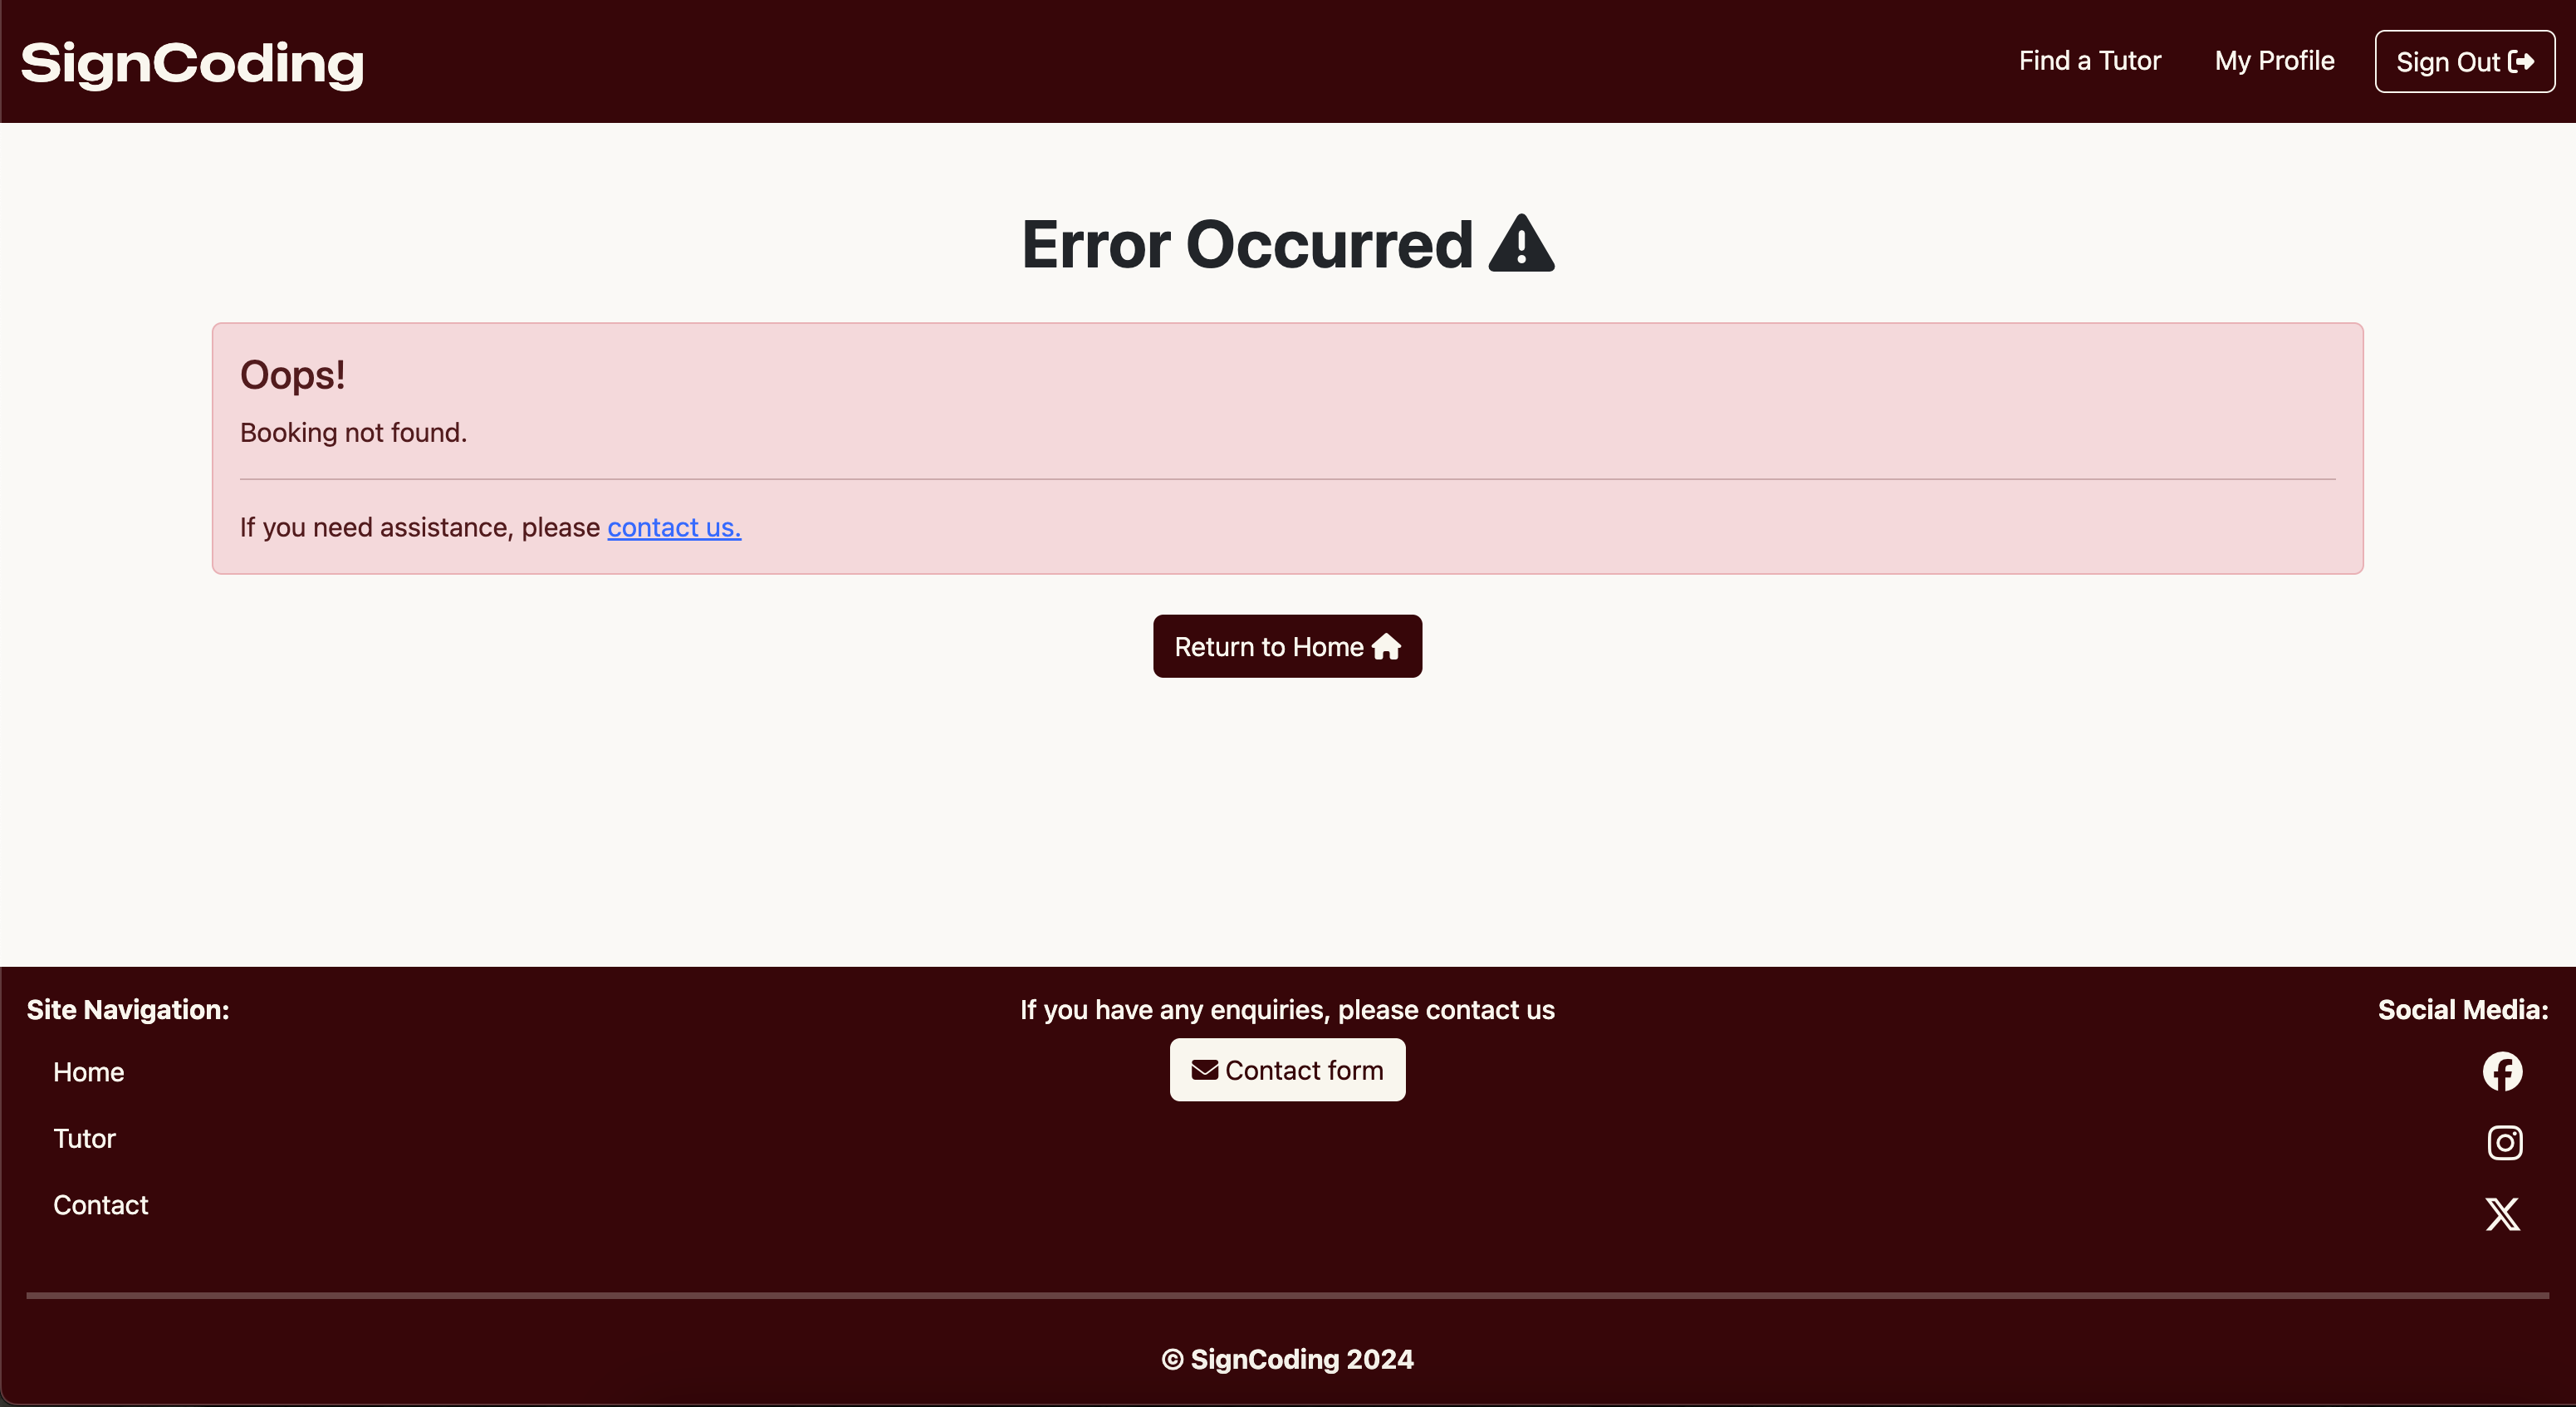 SignCoding
Find a Tutor
My Profile
Sign Out
Error Occurred
Oops!
Booking not found.
If you need assistance, please contact us.
Return to Home
Site Navigation:
Home
Tutor
Contact
If you have any enquiries, please contact us
Contact form
Social Media:
© SignCoding 2024